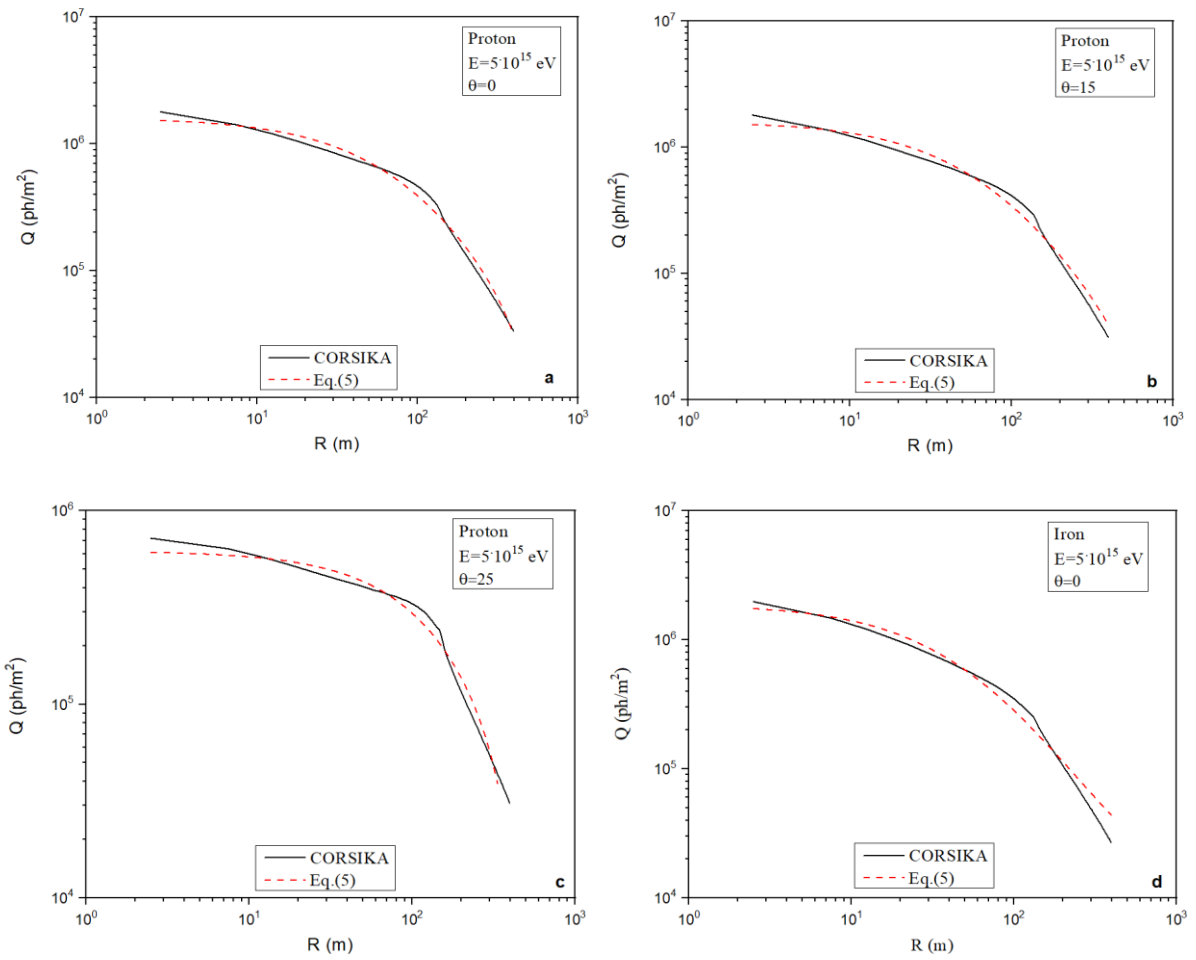 10⁷
10⁶
10⁵
10⁴
Q (ph/m²)
10⁰
10¹
10²
10³
R (m)
Proton
E=5·10¹⁵ eV
θ=0
CORSIKA
Eq.(5)
a
10⁷
10⁶
10⁵
10⁴
Q (ph/m²)
10⁰
10¹
10²
10³
R (m)
Proton
E=5·10¹⁵ eV
θ=15
CORSIKA
Eq.(5)
b
10⁶
10⁵
10⁴
Q (ph/m²)
10⁰
10¹
10²
10³
R (m)
Proton
E=5·10¹⁵ eV
θ=25
CORSIKA
Eq.(5)
c
10⁷
10⁶
10⁵
10⁴
Q (ph/m²)
10⁰
10¹
10²
10³
R (m)
Iron
E=5·10¹⁵ eV
θ=0
CORSIKA
Eq.(5)
d